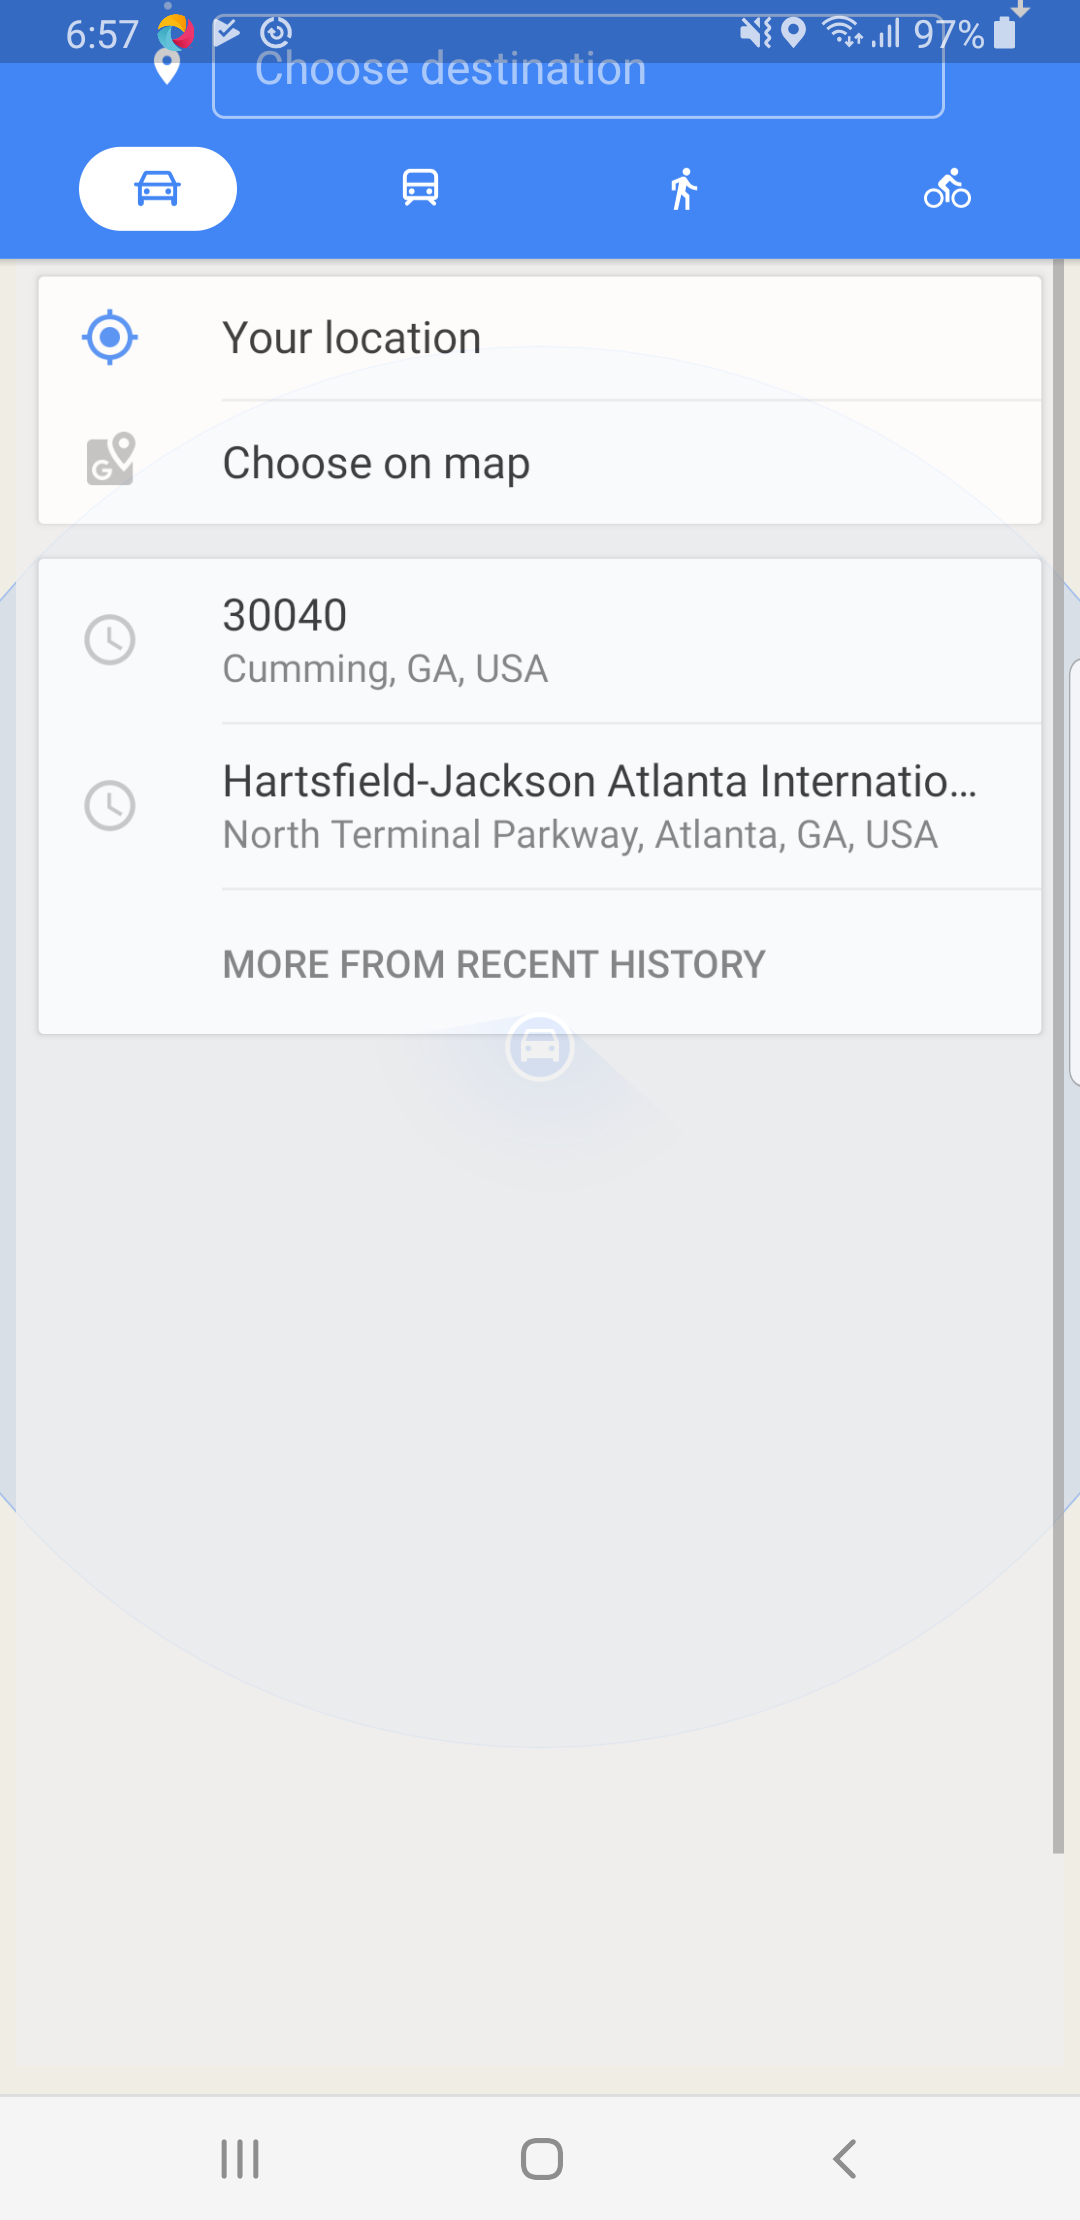 6:57
97%
Choose destination
Your location
Choose on map
30040
Cumming, GA, USA
Hartsfield-Jackson Atlanta Internatio...
North Terminal Parkway, Atlanta, GA, USA
MORE FROM RECENT HISTORY